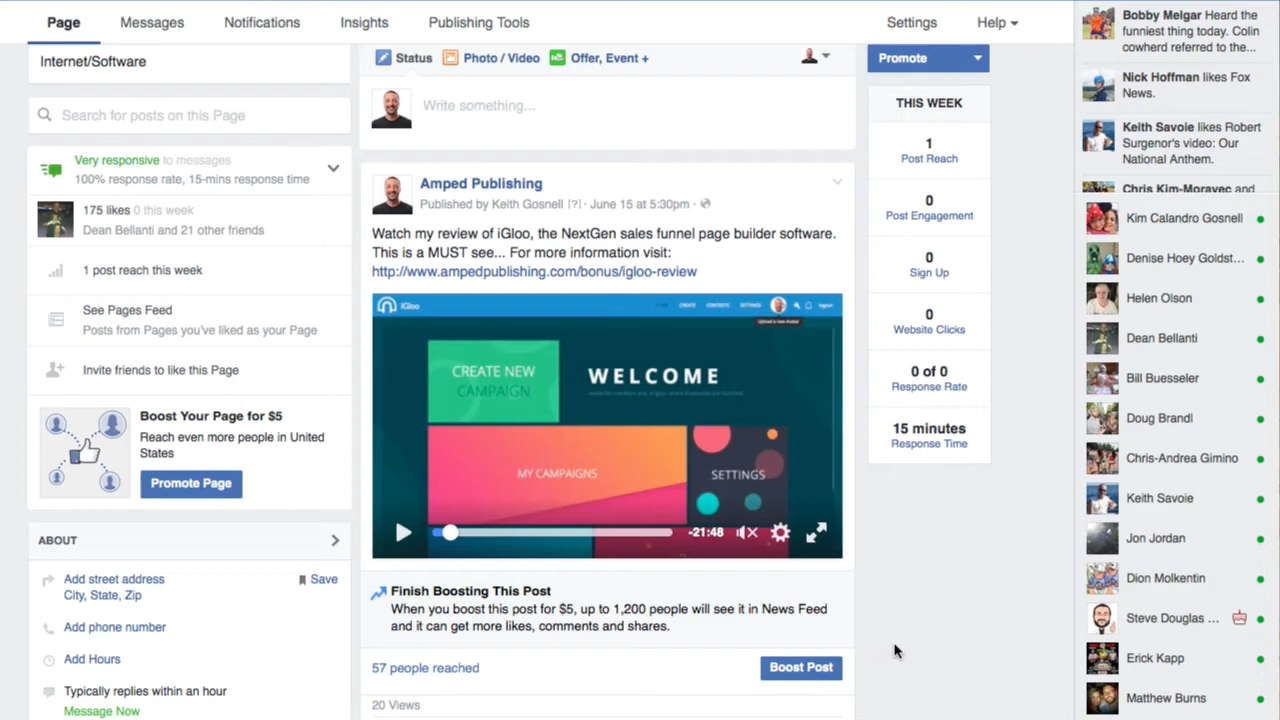 Page Messages Notifications Insights Publishing Tools Settings Help
Internet/Software
Search for posts on this Page
Very responsive to messages
100% response rate, 15-mins response time
175 likes 0 this week
Dean Bellanti and 21 other friends
1 post reach this week
See Pages Feed
Posts from Pages you've liked as your Page
Invite friends to like this Page
Boost Your Page for $5
Reach even more people in United
States
Promote Page
ABOUT
Add street address
Save
City, State, Zip
Add phone number
Add Hours
Typically replies within an hour
Message Now
Status Photo / Video Offer, Event +
Write something...
Amped Publishing
Published by Keith Gosnell [?] · June 15 at 5:30pm ·
Watch my review of iGloo, the NextGen sales funnel page builder software.
This is a MUST see... For more information visit:
http://www.ampedpublishing.com/bonus/igloo-review
iGloo
CREATE CONTESTS SETTINGS
Upload a new Avatar
CREATE NEW
CAMPAIGN
WELCOME
MY CAMPAIGNS
SETTINGS
-21:48
Finish Boosting This Post
When you boost this post for $5, up to 1,200 people will see it in News Feed
and it can get more likes, comments and shares.
57 people reached
Boost Post
20 Views
Promote
THIS WEEK
1
Post Reach
0
Post Engagement
0
Sign Up
0
Website Clicks
0 of 0
Response Rate
15 minutes
Response Time
Bobby Melgar Heard the
funniest thing today. Colin
cowherd referred to the...
Nick Hoffman likes Fox
News.
Keith Savoie likes Robert
Surgenor's video: Our
National Anthem.
Chris Kim-Moravec and
Kim Calandro Gosnell
Denise Hoey Goldst...
Helen Olson
Dean Bellanti
Bill Buesseler
Doug Brandl
Chris-Andrea Gimino
Keith Savoie
Jon Jordan
Dion Molkentin
Steve Douglas ...
Erick Kapp
Matthew Burns